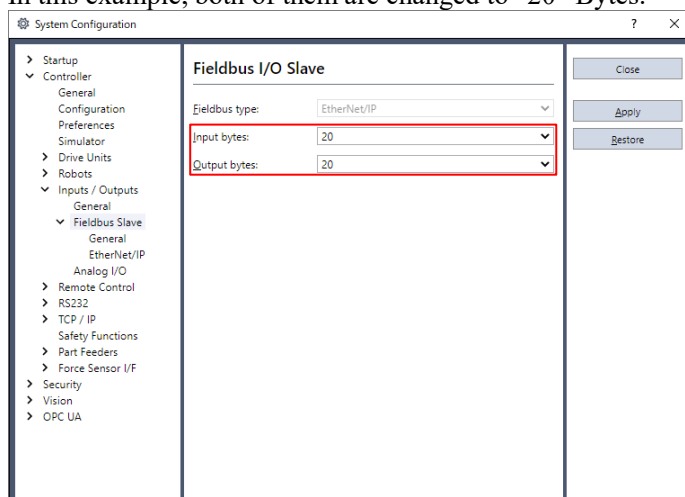 In this example, both of them are changed to "20" Bytes.
System Configuration
?
Startup
Controller
General
Configuration
Preferences
Simulator
Drive Units
Robots
Inputs / Outputs
General
Fieldbus Slave
General
EtherNet/IP
Analog I/O
Remote Control
RS232
TCP / IP
Safety Functions
Part Feeders
Force Sensor I/F
Security
Vision
OPC UA
Fieldbus I/O Slave
Fieldbus type: EtherNet/IP
Input bytes: 20
Output bytes: 20
Close
Apply
Restore